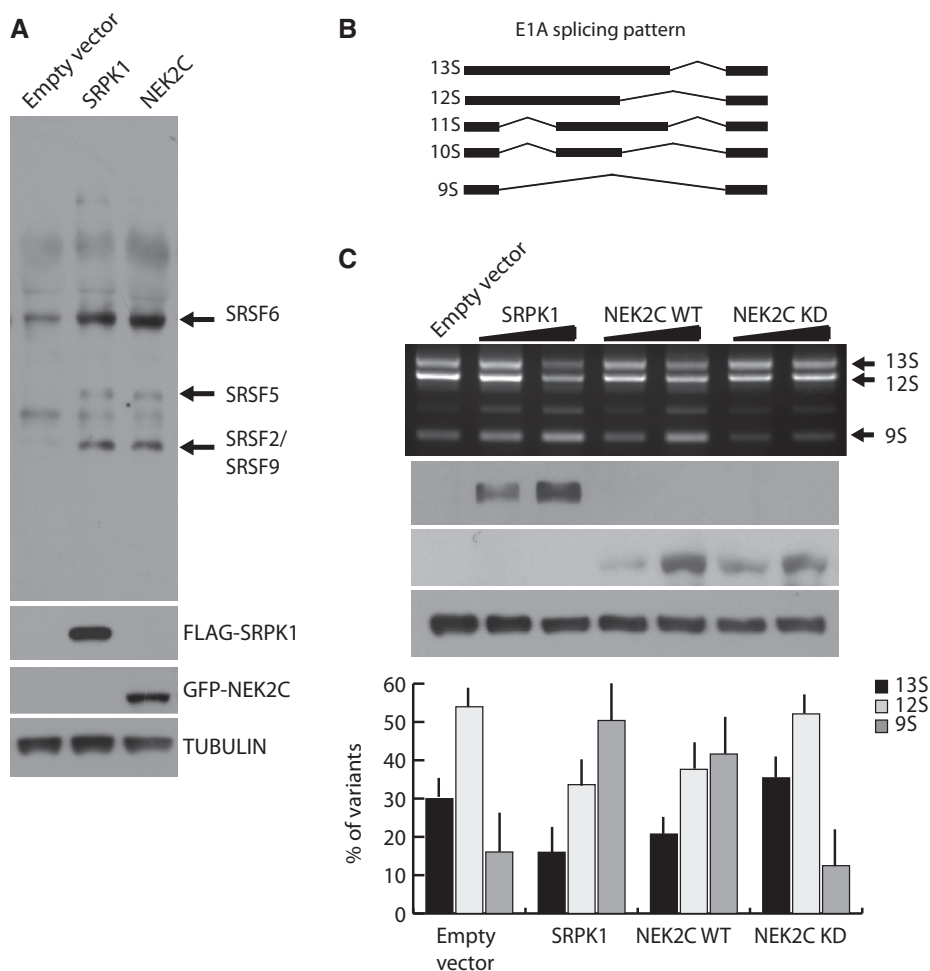 A
Empty vector
SRPK1
NEK2C
SRSF6
SRSF5
SRSF2/
SRSF9
FLAG-SRPK1
GFP-NEK2C
TUBULIN
B
E1A splicing pattern
13S
12S
11S
10S
9S
C
Empty vector
SRPK1
NEK2C WT
NEK2C KD
13S
12S
9S
60
50
40
30
20
10
0
% of variants
13S
12S
9S
Empty
vector
SRPK1
NEK2C WT
NEK2C KD